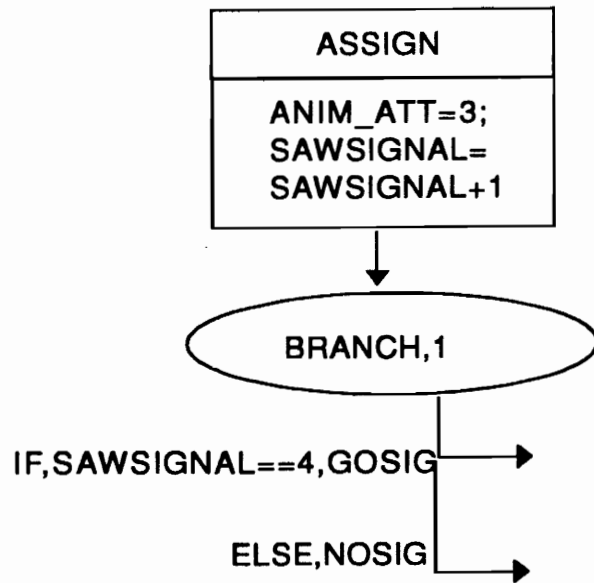 ASSIGN
ANIM_ATT=3;
SAWSIGNAL=
SAWSIGNAL+1
BRANCH,1
IF,SAWSIGNAL==4,GOSIG
ELSE,NOSIG